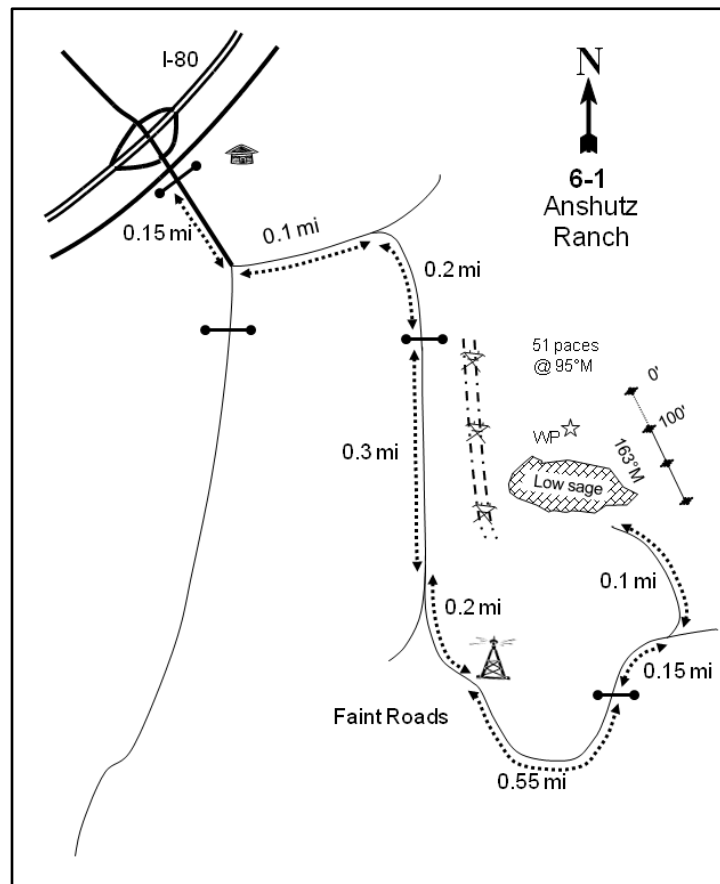 I-80
N
6-1
Anshutz
Ranch
0.15 mi
0.1 mi
0.2 mi
51 paces
@ 95°M
0'
100'
WP
163°M
0.3 mi
Low sage
0.1 mi
0.2 mi
0.15 mi
Faint Roads
0.55 mi